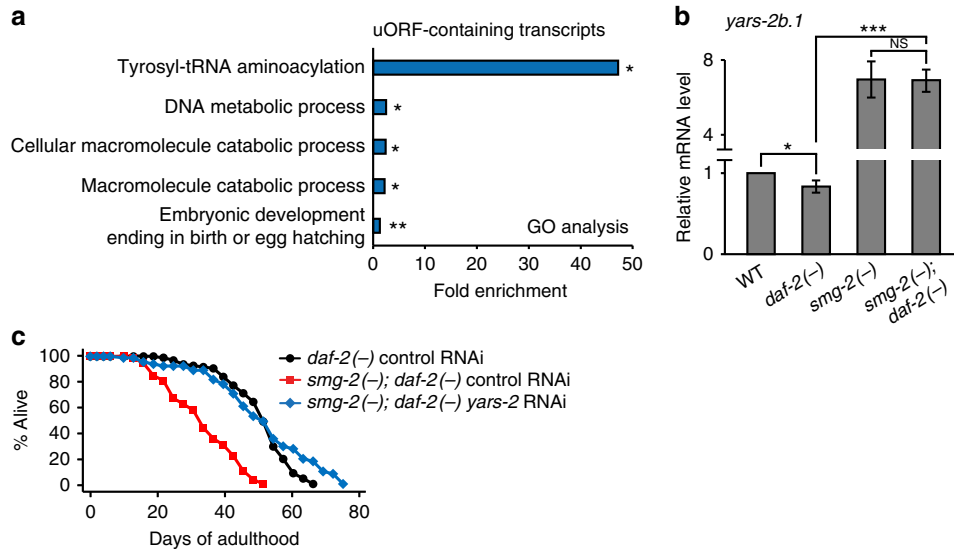 a
uORF-containing transcripts
Tyrosyl-tRNA aminoacylation
*
DNA metabolic process
*
Cellular macromolecule catabolic process
*
Macromolecule catabolic process
*
Embryonic development
ending in birth or egg hatching
**
GO analysis
0 10 20 30 40 50
Fold enrichment
b
yars-2b.1
***
NS
*
8
4
1
0
Relative mRNA level
WT
daf-2(–)
smg-2(–)
smg-2(–);
daf-2(–)
c
100
80
60
40
20
0
% Alive
0 20 40 60 80
Days of adulthood
daf-2(–) control RNAi
smg-2(–); daf-2(–) control RNAi
smg-2(–); daf-2(–) yars-2 RNAi